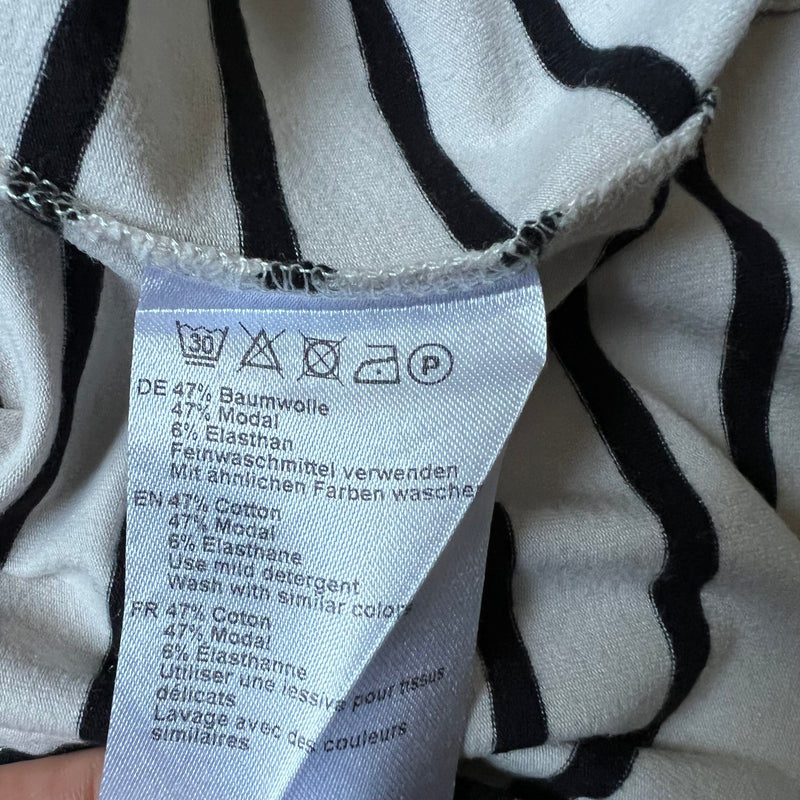 30 P
DE 47% Baumwolle
47% Modal
6% Elasthan
Feinwaschmittel verwenden
Mit ähnlichen Farben wasche
EN 47% Cotton
47% Modal
6% Elasthane
Use mild detergent
Wash with similar colors
FR 47% Coton
47% Modal
6% Élasthanne
Utiliser une lessive pour tissus
délicats
Lavage avec des couleurs
similaires